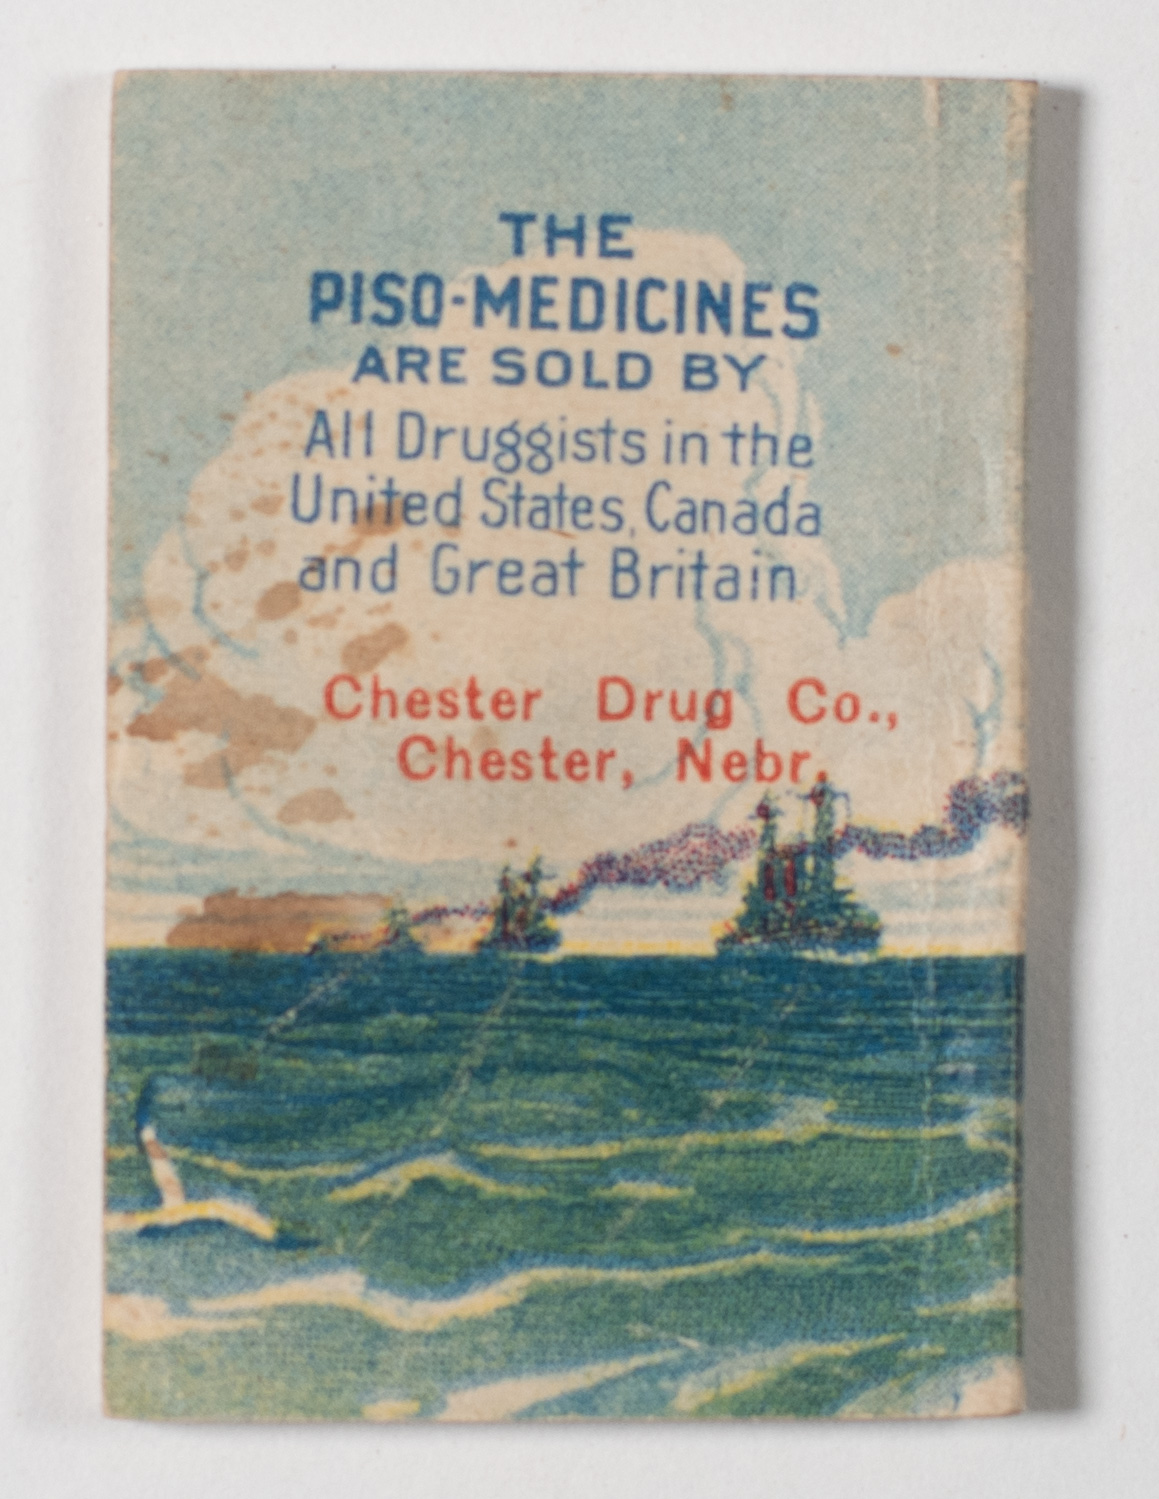 THE
PISO-MEDICINES
ARE SOLD BY
All Druggists in the
United States, Canada
and Great Britain
Chester Drug Co.,
Chester, Nebr.